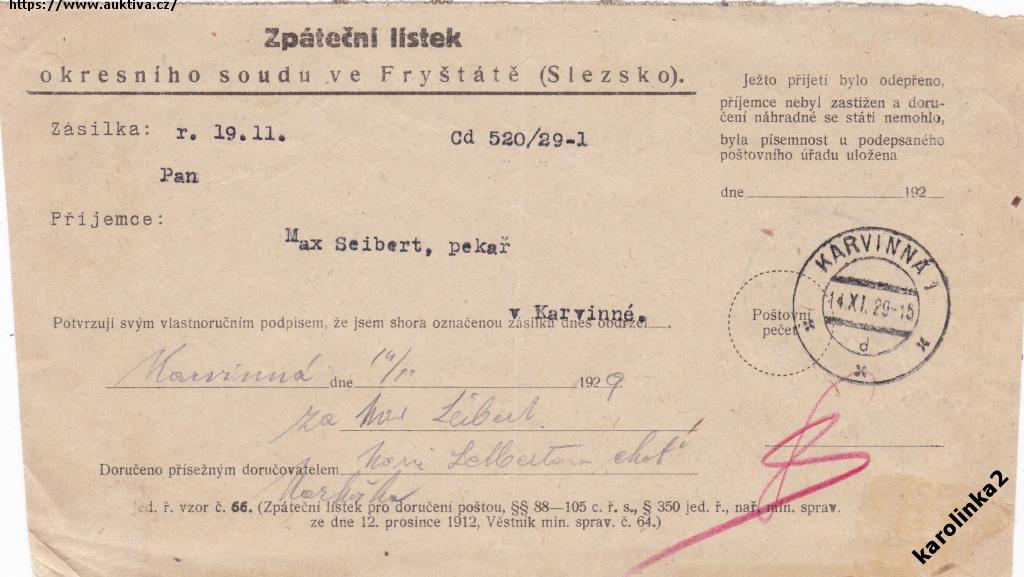 https://www.auktiva.cz/
Zpáteční lístek
okresního soudu ve Fryštátě (Slezsko).
Zásilka: r. 19.11. Cd 520/29-1
Pan
Příjemce:
Max Seibert, pekař
v Karvinné.
Potvrzuji svým vlastnoručním podpisem, že jsem shora označenou zásilku dnes obdržel
Karvinná dne 14/11 1929.
za Max Seibert
Doručeno přísežným doručovatelem choť
Jed. ř. vzor č. 66. (Zpáteční lístek pro doručení poštou, §§ 88—105 c. ř. s., § 350 jed. ř., nař. min. sprav.
ze dne 12. prosince 1912, Věstník min. sprav. č. 64.)
Ježto přijetí bylo odepřeno,
příjemce nebyl zastižen a doru-
čení náhradné se státi nemohlo,
byla písemnost u podepsaného
poštovního úřadu uložena
dne 192
Poštovní
pečeť
KARVINNÁ 1
14.XI.29-15
d
karolinka2